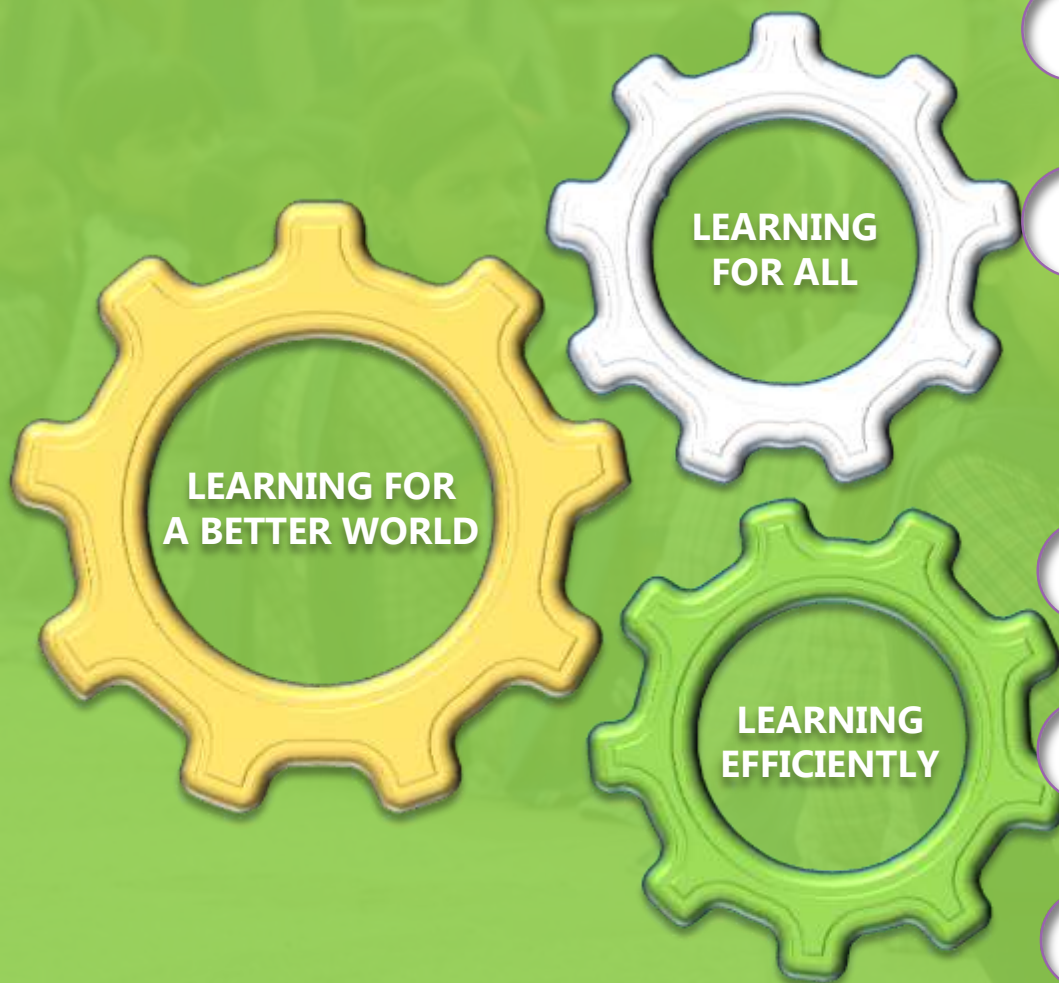 LEARNING
FOR ALL
LEARNING FOR
A BETTER WORLD
LEARNING
EFFICIENTLY